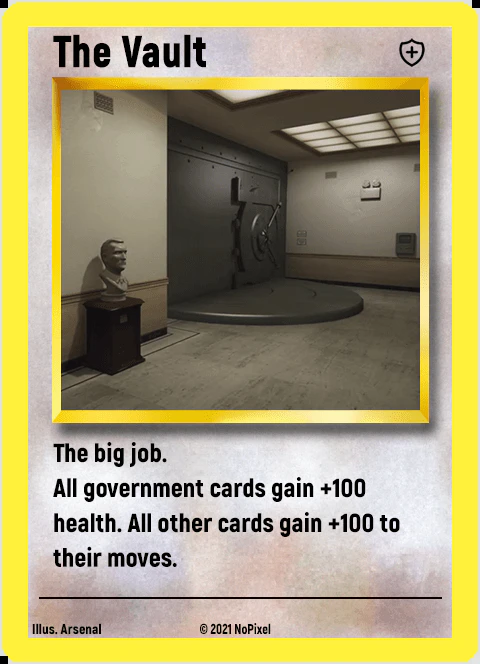 The Vault
The big job.
All government cards gain +100
health. All other cards gain +100 to
their moves.
Illus. Arsenal
© 2021 NoPixel